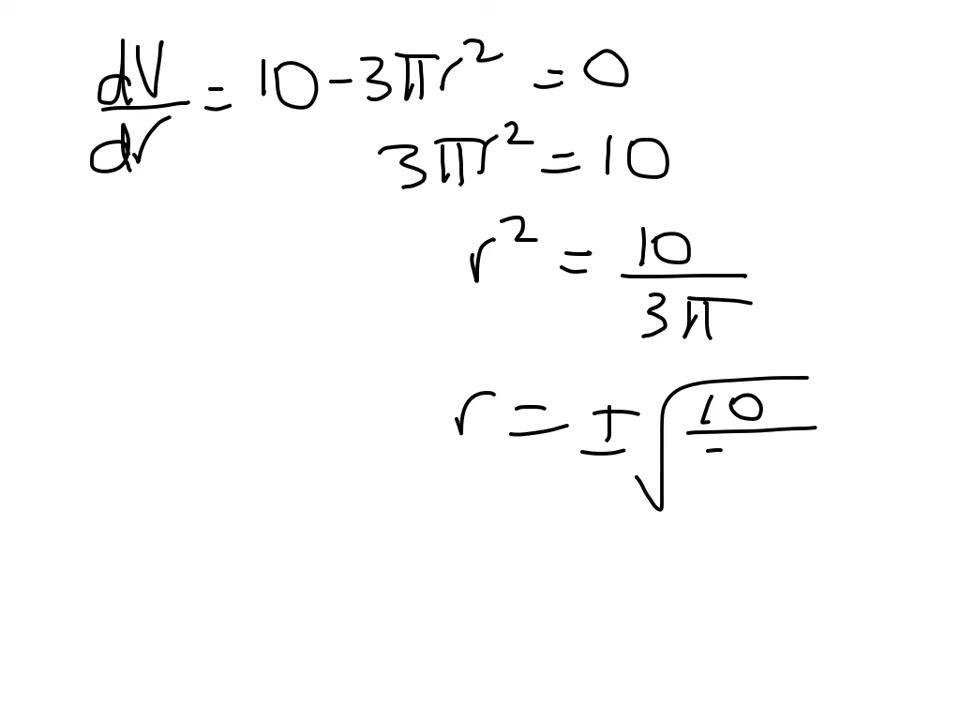 dV/dr = 10 - 3πr² = 0
3πr² = 10
r² = 10/3π
r = ±√10/